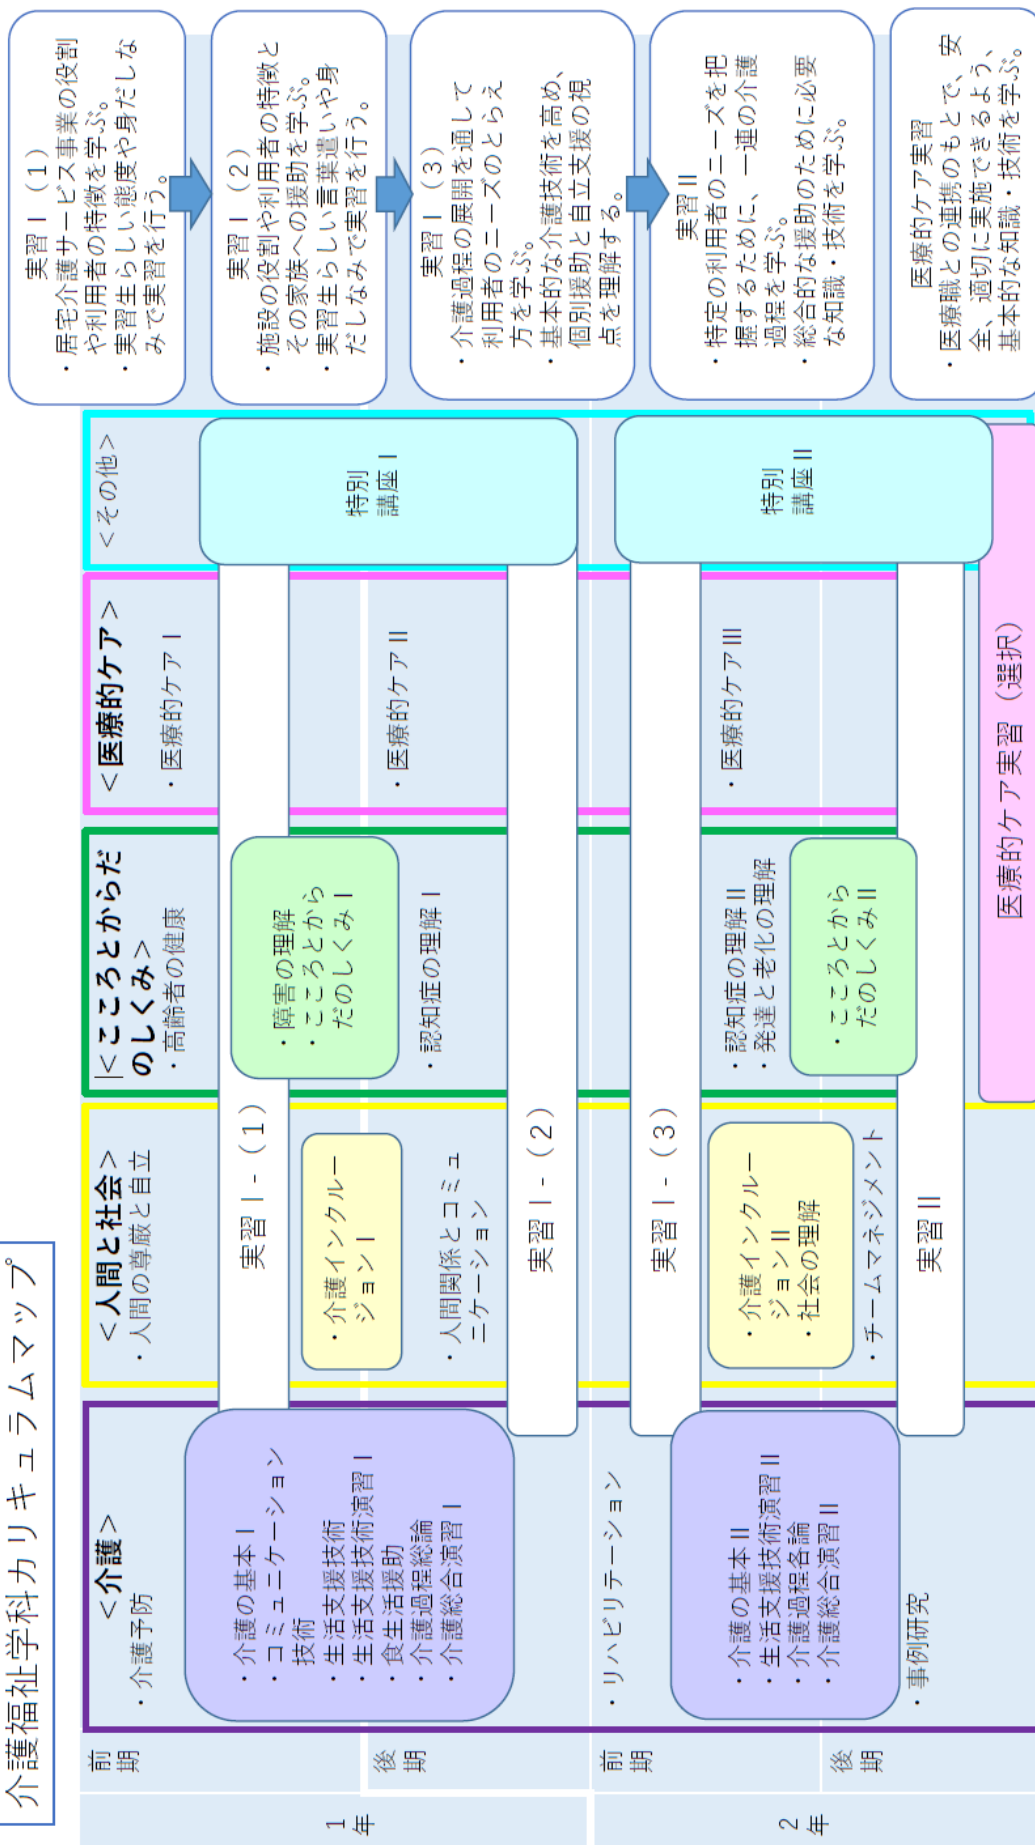 介護福祉学科カリキュラムマップ
1
年
前
期
後
期
2
年
前
期
後
期
＜介護＞
・介護予防
・介護の基本Ⅰ
・コミュニケーション
技術
・生活支援技術
・生活支援技術演習Ⅰ
・食生活援助
・介護過程総論
・介護総合演習Ⅰ
・リハビリテーション
・介護の基本Ⅱ
・生活支援技術演習Ⅱ
・介護過程各論
・介護総合演習Ⅱ
・事例研究
＜人間と社会＞
・人間の尊厳と自立
実習Ⅰ-（1）
・介護インクルー
ジョンⅠ
・人間関係とコミュ
ニケーション
実習Ⅰ-（2）
実習Ⅰ-（3）
・介護インクルー
ジョンⅡ
・社会の理解
・チームマネジメント
実習Ⅱ
|＜こころとからだ
のしくみ＞
・高齢者の健康
・障害の理解
・こころとから
だのしくみⅠ
・認知症の理解Ⅰ
・認知症の理解Ⅱ
・発達と老化の理解
・こころとから
だのしくみⅡ
＜医療的ケア＞
・医療的ケアⅠ
・医療的ケアⅡ
・医療的ケアⅢ
医療的ケア実習（選択）
＜その他＞
特別
講座Ⅰ
特別
講座Ⅱ
実習Ⅰ（1）
・居宅介護サービス事業の役割
や利用者の特徴を学ぶ。
・実習生らしい態度や身だしな
みで実習を行う。
実習Ⅰ（2）
・施設の役割や利用者の特徴と
その家族への援助を学ぶ。
・実習生らしい言葉遣いや身
だしなみで実習を行う。
実習Ⅰ（3）
・介護過程の展開を通して
利用者のニーズのとらえ
方を学ぶ。
・基本的な介護技術を高め、
個別援助と自立支援の視
点を理解する。
実習Ⅱ
・特定の利用者のニーズを把
握するために、一連の介護
過程を学ぶ。
・総合的な援助のために必要
な知識・技術を学ぶ。
医療的ケア実習
・医療職との連携のもとで、安
全、適切に実施できるよう、
基本的な知識・技術を学ぶ。